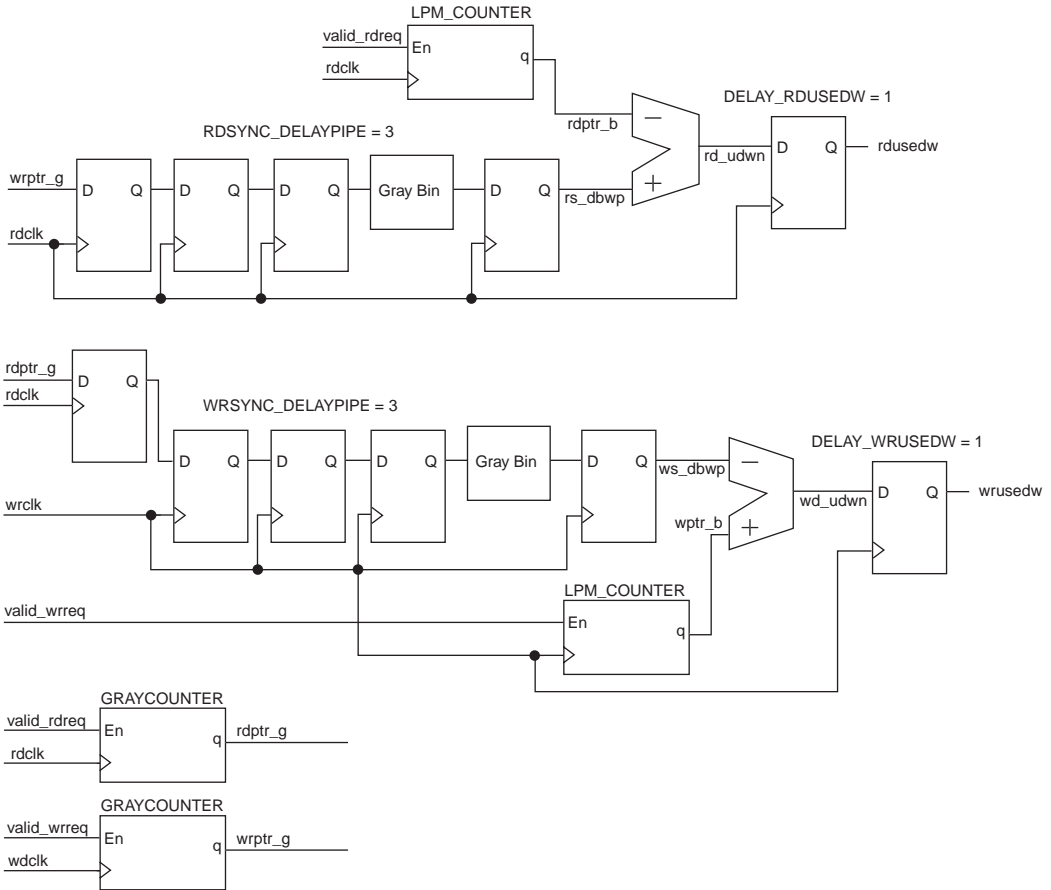 LPM_COUNTER
valid_rdreq
En
q
rdclk
DELAY_RDUSEDW = 1
rdptr_b
−
RDSYNC_DELAYPIPE = 3
rd_udwn
D Q
rdusedw
wrptr_g
D Q
D Q
D Q
Gray Bin
D Q
rs_dbwp
+
rdclk
rdptr_g
D Q
rdclk
WRSYNC_DELAYPIPE = 3
DELAY_WRUSEDW = 1
D Q
D Q
D Q
Gray Bin
D Q
ws_dbwp
−
wd_udwn
D Q
wrusedw
wrclk
wptr_b
+
LPM_COUNTER
valid_wrreq
En
q
GRAYCOUNTER
valid_rdreq
En
q
rdptr_g
rdclk
GRAYCOUNTER
valid_wrreq
En
q
wrptr_g
wdclk